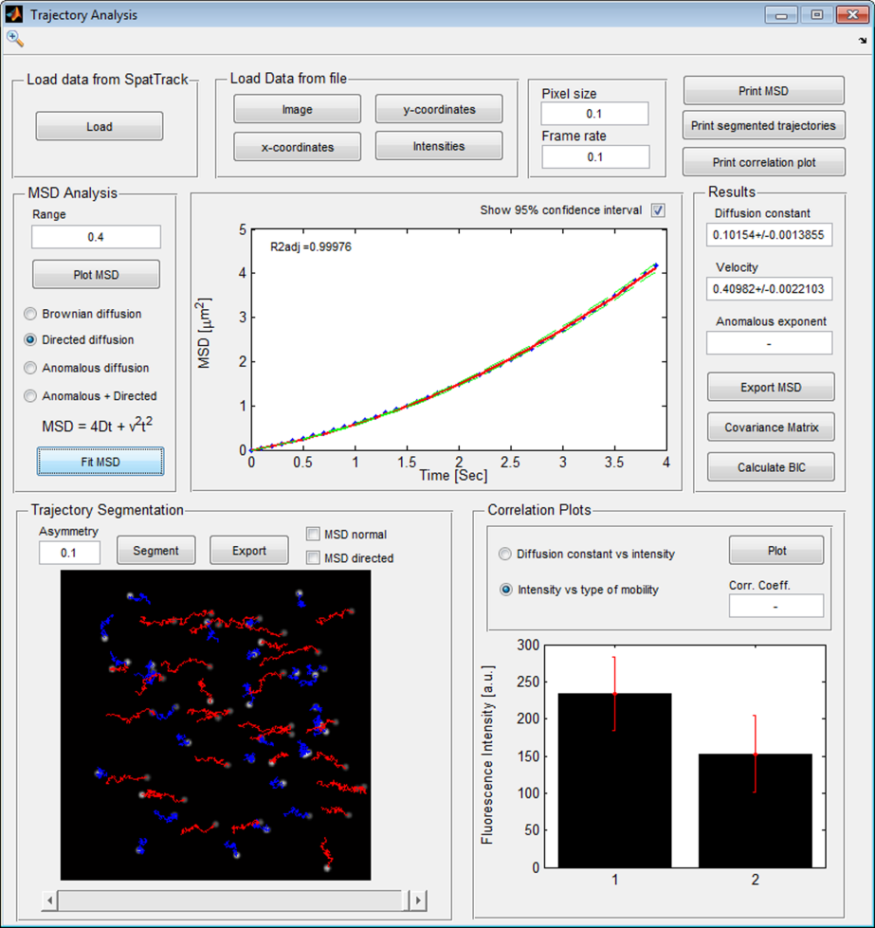 Trajectory Analysis
Load data from SpatTrack
Load
Load Data from file
Image
y-coordinates
x-coordinates
Intensities
Pixel size
0.1
Frame rate
0.1
Print MSD
Print segmented trajectories
Print correlation plot
MSD Analysis
Range
0.4
Plot MSD
Brownian diffusion
Directed diffusion
Anomalous diffusion
Anomalous + Directed
MSD = 4Dt + v²t²
Fit MSD
Show 95% confidence interval
R2adj =0.99976
MSD [μm²]
5
4
3
2
1
0
0 0.5 1 1.5 2 2.5 3 3.5 4
Time [Sec]
Results
Diffusion constant
0.10154+/-0.0013855
Velocity
0.40982+/-0.0022103
Anomalous exponent
-
Export MSD
Covariance Matrix
Calculate BIC
Trajectory Segmentation
Asymmetry
0.1
Segment
Export
MSD normal
MSD directed
Correlation Plots
Diffusion constant vs intensity
Plot
Intensity vs type of mobility
Corr. Coeff.
-
Fluorescence Intensity [a.u.]
300
250
200
150
100
50
0
1 2